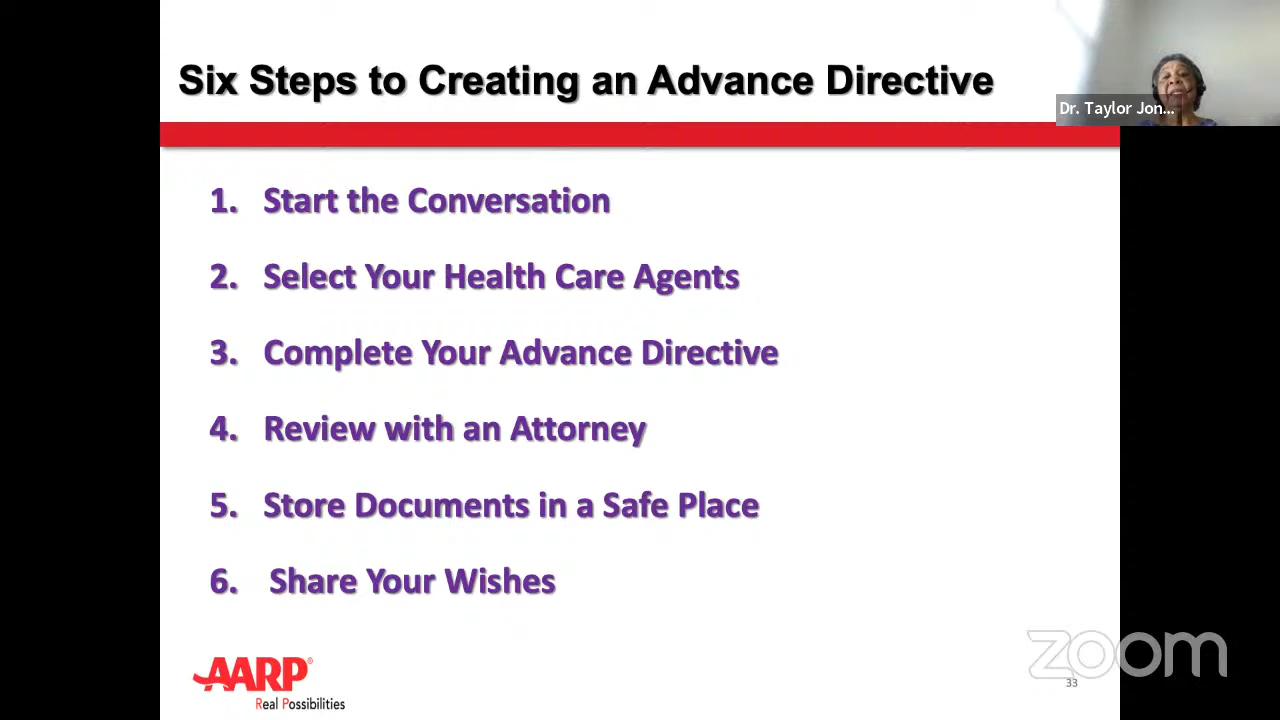 Six Steps to Creating an Advance Directive
Dr. Taylor Jon...
1. Start the Conversation
2. Select Your Health Care Agents
3. Complete Your Advance Directive
4. Review with an Attorney
5. Store Documents in a Safe Place
6. Share Your Wishes
AARP®
Real Possibilities
zoom
33